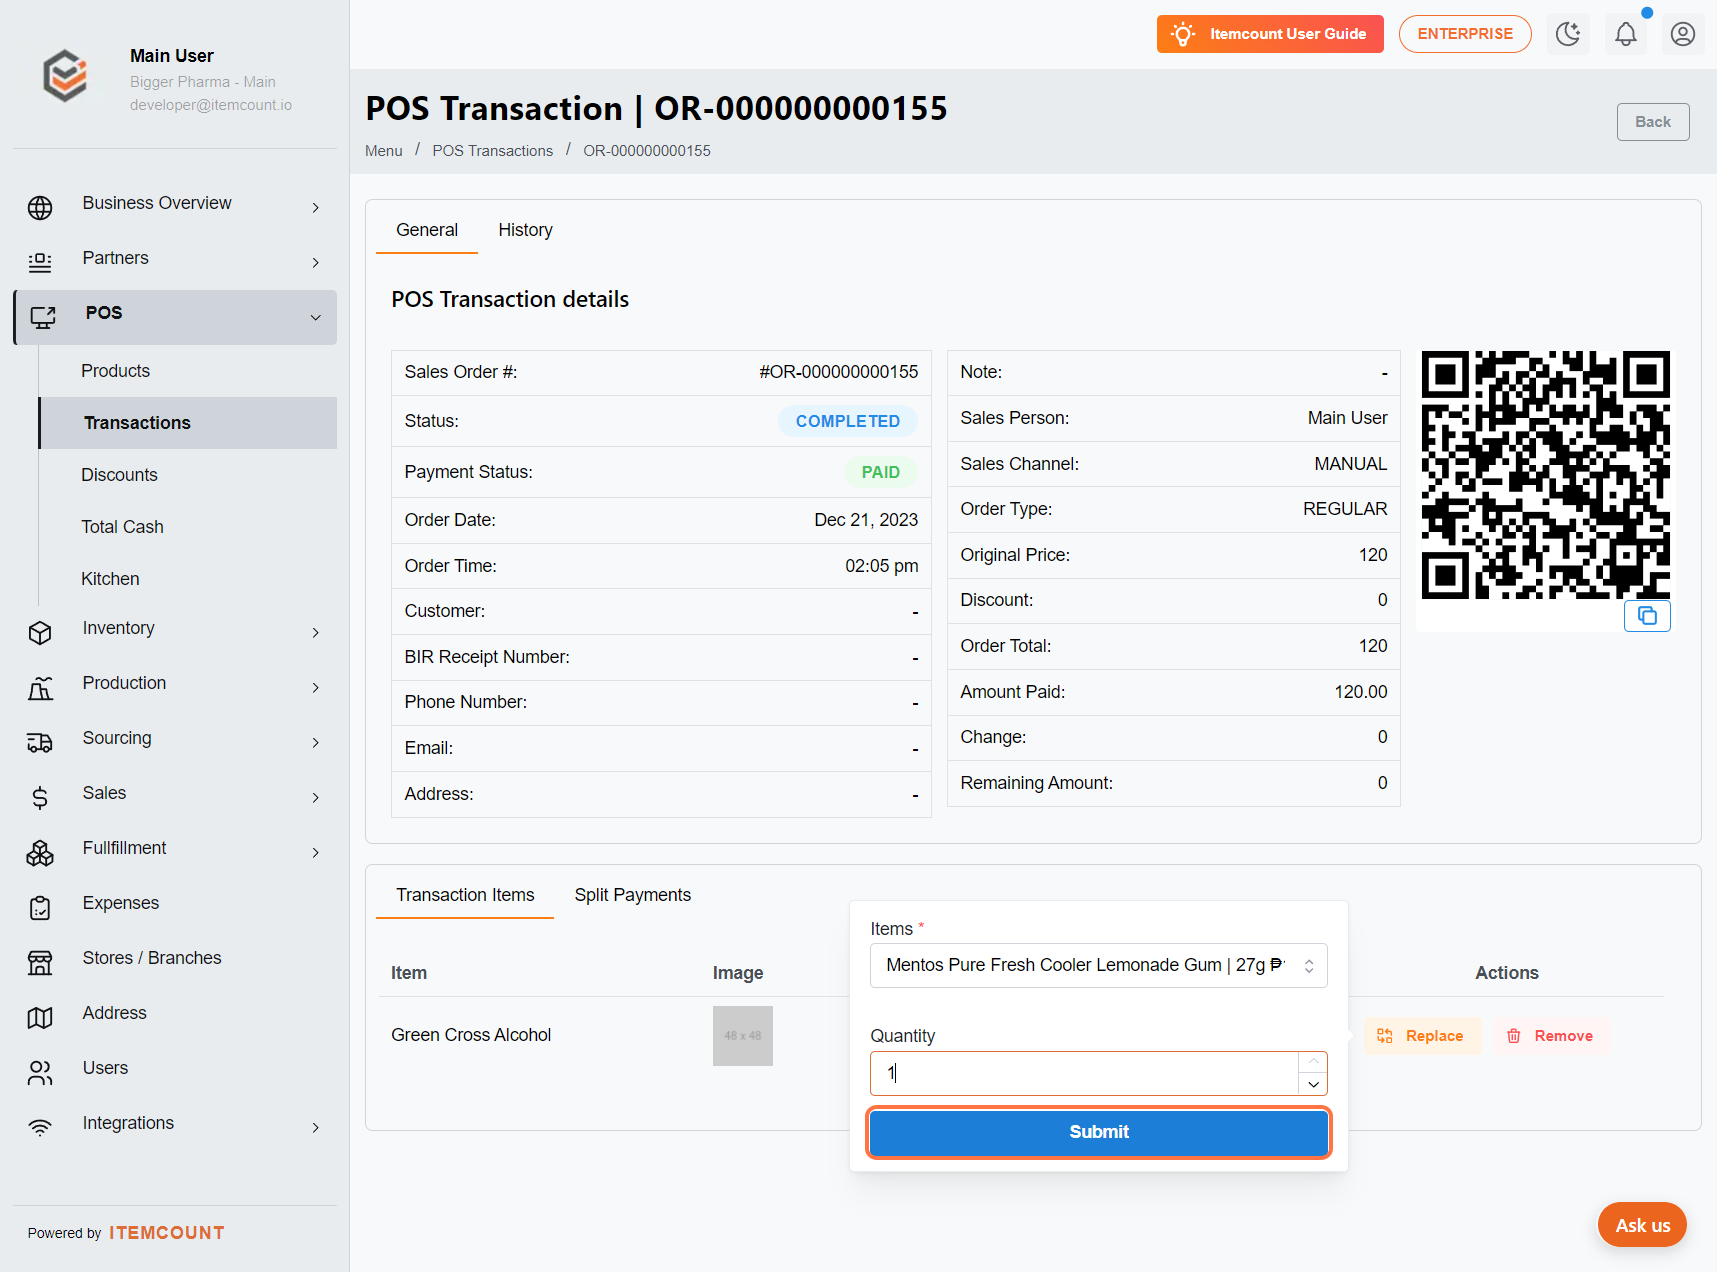 Main User
Bigger Pharma - Main
developer@itemcount.io
Business Overview
Partners
POS
Products
Transactions
Discounts
Total Cash
Kitchen
Inventory
Production
Sourcing
Sales
Fullfillment
Expenses
Stores / Branches
Address
Users
Integrations
Powered by ITEMCOUNT
Itemcount User Guide
ENTERPRISE
POS Transaction | OR-000000000155
Back
Menu / POS Transactions / OR-000000000155
General History
POS Transaction details
Sales Order #: #OR-000000000155
Status: COMPLETED
Payment Status: PAID
Order Date: Dec 21, 2023
Order Time: 02:05 pm
Customer: -
BIR Receipt Number: -
Phone Number: -
Email: -
Address: -
Note: -
Sales Person: Main User
Sales Channel: MANUAL
Order Type: REGULAR
Original Price: 120
Discount: 0
Order Total: 120
Amount Paid: 120.00
Change: 0
Remaining Amount: 0
Transaction Items Split Payments
Item Image Actions
Green Cross Alcohol 48 x 48 Replace Remove
Items *
Mentos Pure Fresh Cooler Lemonade Gum | 27g ₱
Quantity
1
Submit
Ask us